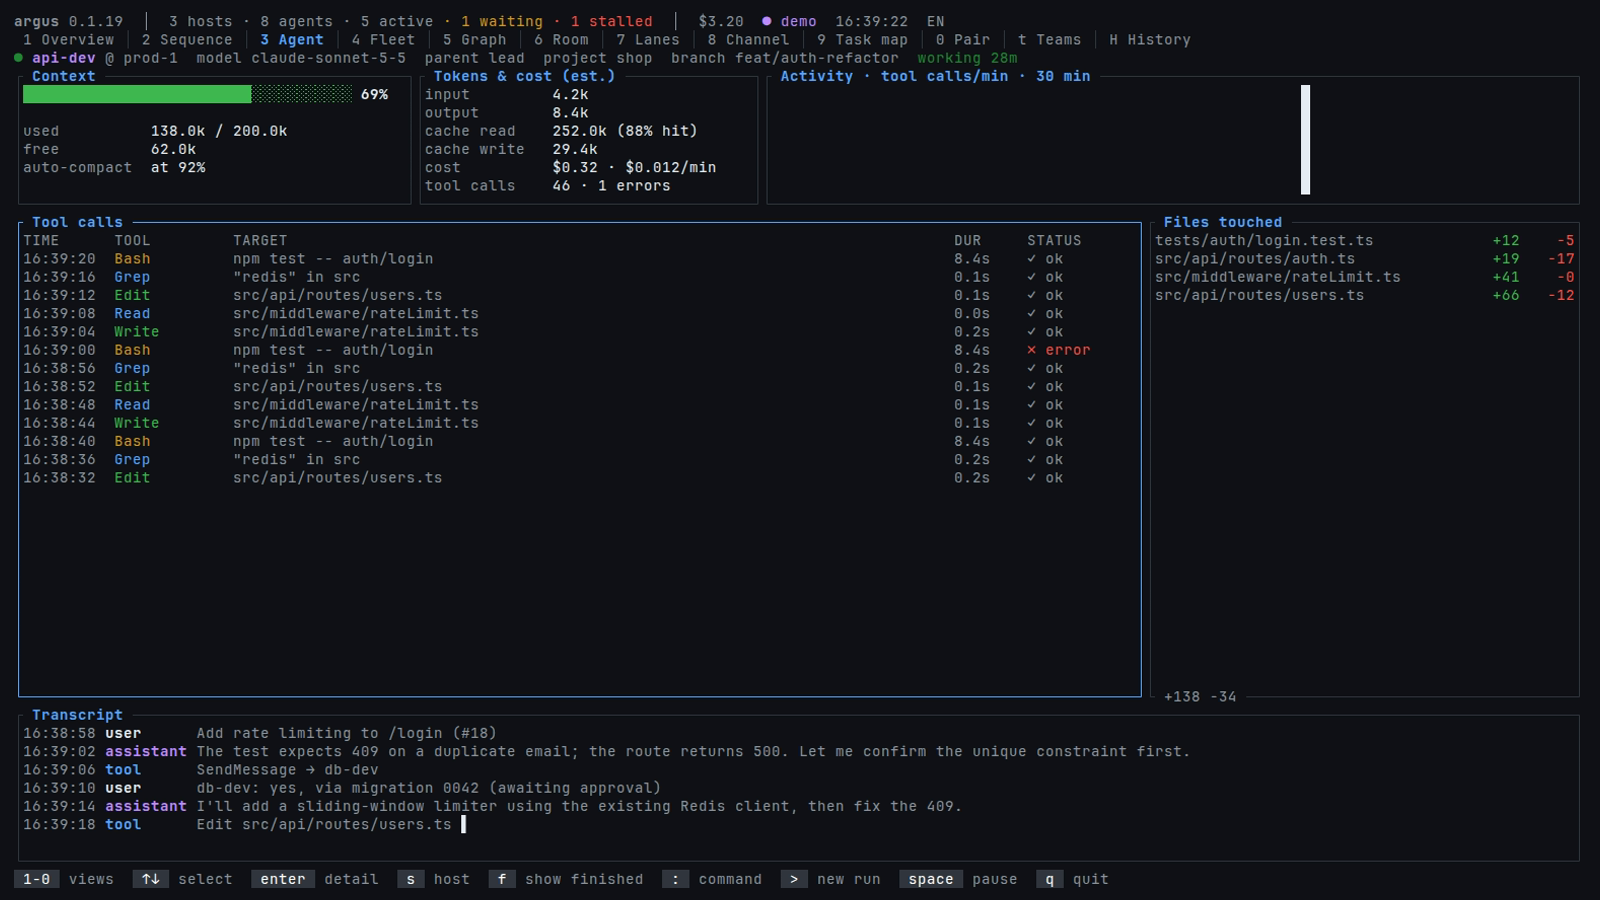 argus 0.1.19 │ 3 hosts · 8 agents · 5 active · 1 waiting · 1 stalled │ $3.20 ● demo 16:39:22 EN
1 Overview │ 2 Sequence │ 3 Agent │ 4 Fleet │ 5 Graph │ 6 Room │ 7 Lanes │ 8 Channel │ 9 Task map │ 0 Pair │ t Teams │ H History
● api-dev @ prod-1 model claude-sonnet-5-5 parent lead project shop branch feat/auth-refactor working 28m
Context
69%
used 138.0k / 200.0k
free 62.0k
auto-compact at 92%
Tokens & cost (est.)
input 4.2k
output 8.4k
cache read 252.0k (88% hit)
cache write 29.4k
cost $0.32 · $0.012/min
tool calls 46 · 1 errors
Activity · tool calls/min · 30 min
Tool calls
TIME TOOL TARGET DUR STATUS
16:39:20 Bash npm test -- auth/login 8.4s ✓ ok
16:39:16 Grep "redis" in src 0.1s ✓ ok
16:39:12 Edit src/api/routes/users.ts 0.1s ✓ ok
16:39:08 Read src/middleware/rateLimit.ts 0.0s ✓ ok
16:39:04 Write src/middleware/rateLimit.ts 0.2s ✓ ok
16:39:00 Bash npm test -- auth/login 8.4s ✕ error
16:38:56 Grep "redis" in src 0.2s ✓ ok
16:38:52 Edit src/api/routes/users.ts 0.1s ✓ ok
16:38:48 Read src/middleware/rateLimit.ts 0.1s ✓ ok
16:38:44 Write src/middleware/rateLimit.ts 0.1s ✓ ok
16:38:40 Bash npm test -- auth/login 8.4s ✓ ok
16:38:36 Grep "redis" in src 0.2s ✓ ok
16:38:32 Edit src/api/routes/users.ts 0.2s ✓ ok
Files touched
tests/auth/login.test.ts +12 -5
src/api/routes/auth.ts +19 -17
src/middleware/rateLimit.ts +41 -0
src/api/routes/users.ts +66 -12
+138 -34
Transcript
16:38:58 user Add rate limiting to /login (#18)
16:39:02 assistant The test expects 409 on a duplicate email; the route returns 500. Let me confirm the unique constraint first.
16:39:06 tool SendMessage → db-dev
16:39:10 user db-dev: yes, via migration 0042 (awaiting approval)
16:39:14 assistant I'll add a sliding-window limiter using the existing Redis client, then fix the 409.
16:39:18 tool Edit src/api/routes/users.ts
1-0 views ↑↓ select enter detail s host f show finished : command > new run space pause q quit